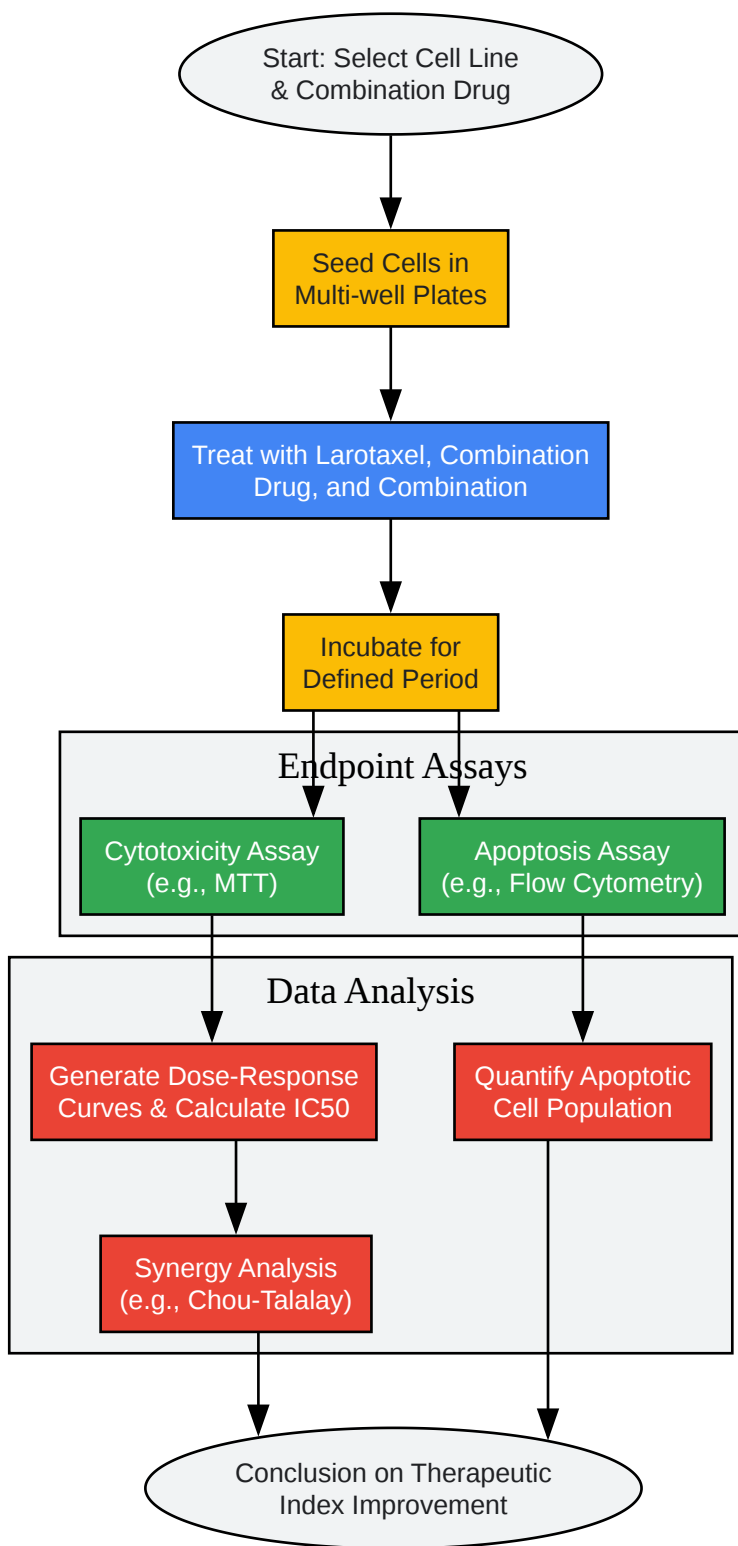 Start: Select Cell Line
& Combination Drug
Seed Cells in
Multi-well Plates
Treat with Larotaxel, Combination
Drug, and Combination
Incubate for
Defined Period
Endpoint Assays
Cytotoxicity Assay
(e.g., MTT)
Apoptosis Assay
(e.g., Flow Cytometry)
Data Analysis
Generate Dose-Response
Curves & Calculate IC50
Quantify Apoptotic
Cell Population
Synergy Analysis
(e.g., Chou-Talalay)
Conclusion on Therapeutic
Index Improvement